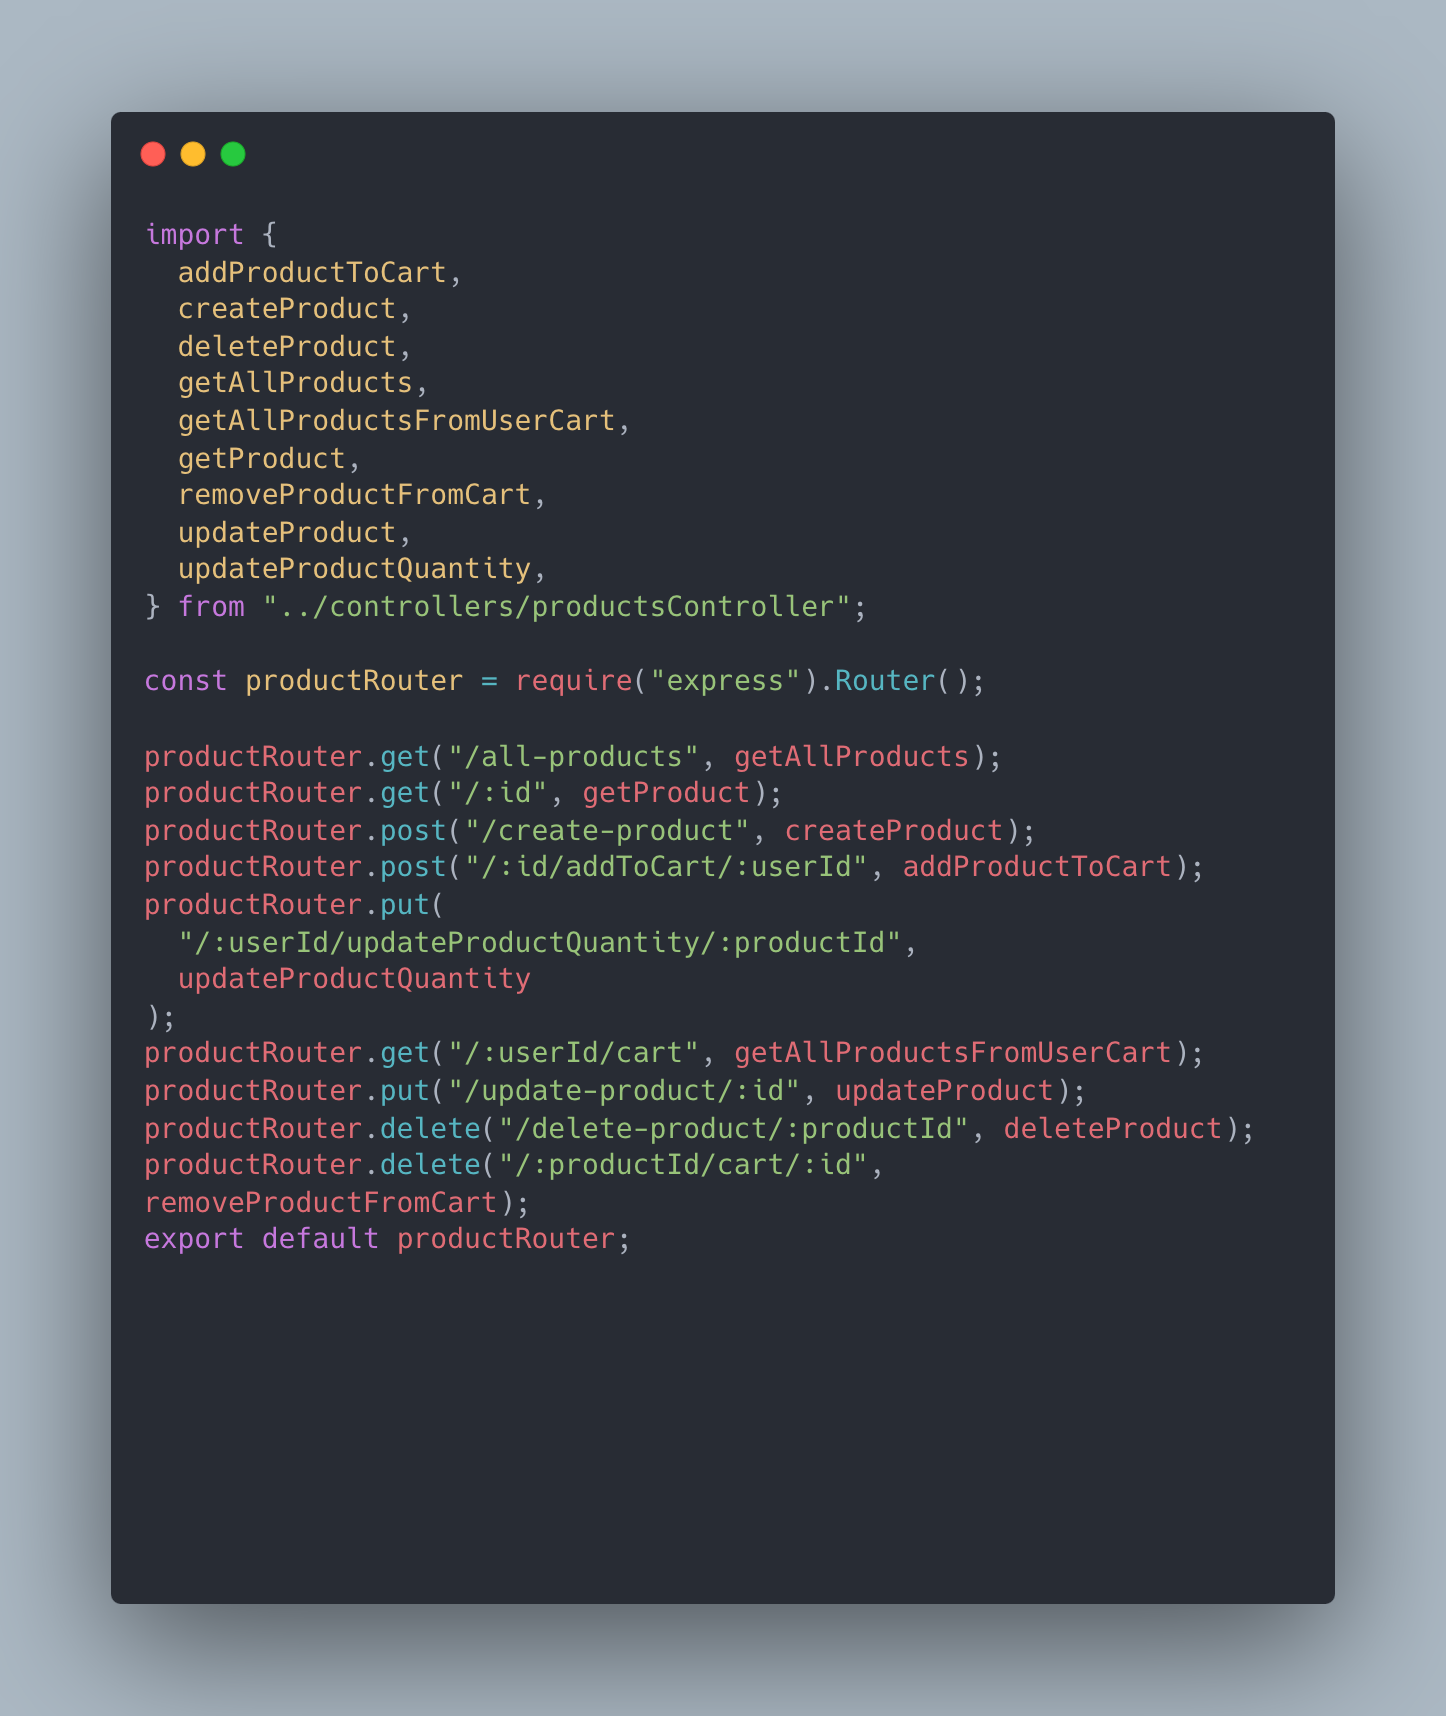 import {
  addProductToCart,
  createProduct,
  deleteProduct,
  getAllProducts,
  getAllProductsFromUserCart,
  getProduct,
  removeProductFromCart,
  updateProduct,
  updateProductQuantity,
} from "../controllers/productsController";

const productRouter = require("express").Router();

productRouter.get("/all-products", getAllProducts);
productRouter.get("/:id", getProduct);
productRouter.post("/create-product", createProduct);
productRouter.post("/:id/addToCart/:userId", addProductToCart);
productRouter.put(
  "/:userId/updateProductQuantity/:productId",
  updateProductQuantity
);
productRouter.get("/:userId/cart", getAllProductsFromUserCart);
productRouter.put("/update-product/:id", updateProduct);
productRouter.delete("/delete-product/:productId", deleteProduct);
productRouter.delete("/:productId/cart/:id",
removeProductFromCart);
export default productRouter;